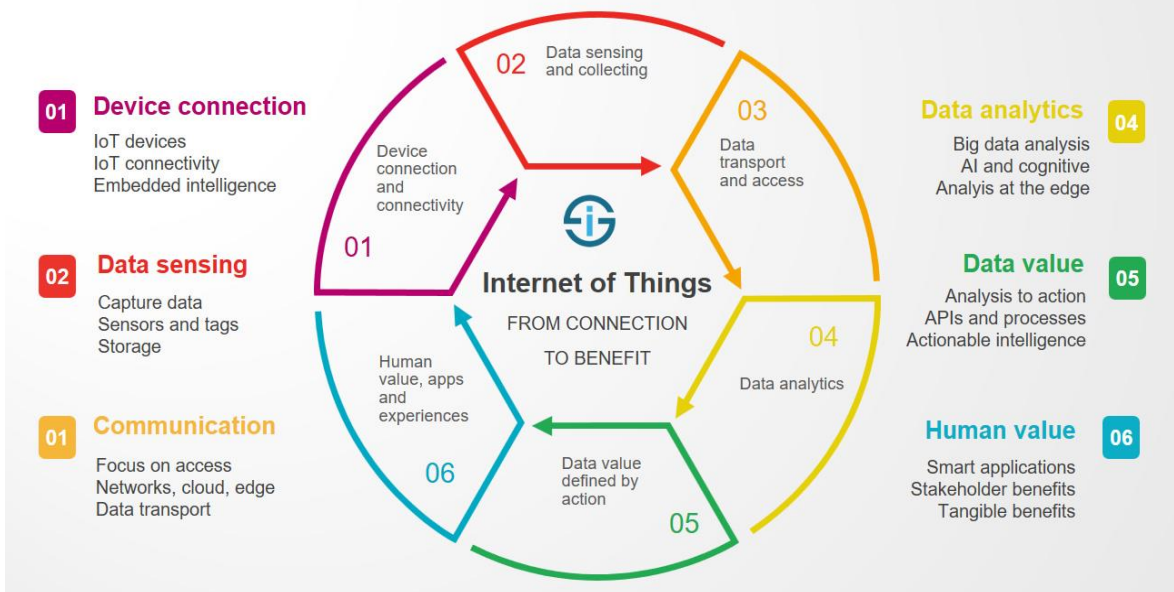 01 Device connection
IoT devices
IoT connectivity
Embedded intelligence
02 Data sensing
Capture data
Sensors and tags
Storage
01 Communication
Focus on access
Networks, cloud, edge
Data transport
01
Device
connection
and
connectivity
02
Data sensing
and collecting
03
Data
transport
and access
04
Data analytics
Data value
defined by
action
05
Human
value, apps
and
experiences
06
i
Internet of Things
FROM CONNECTION
TO BENEFIT
Data analytics 04
Big data analysis
AI and cognitive
Analyis at the edge
Data value 05
Analysis to action
APIs and processes
Actionable intelligence
Human value 06
Smart applications
Stakeholder benefits
Tangible benefits